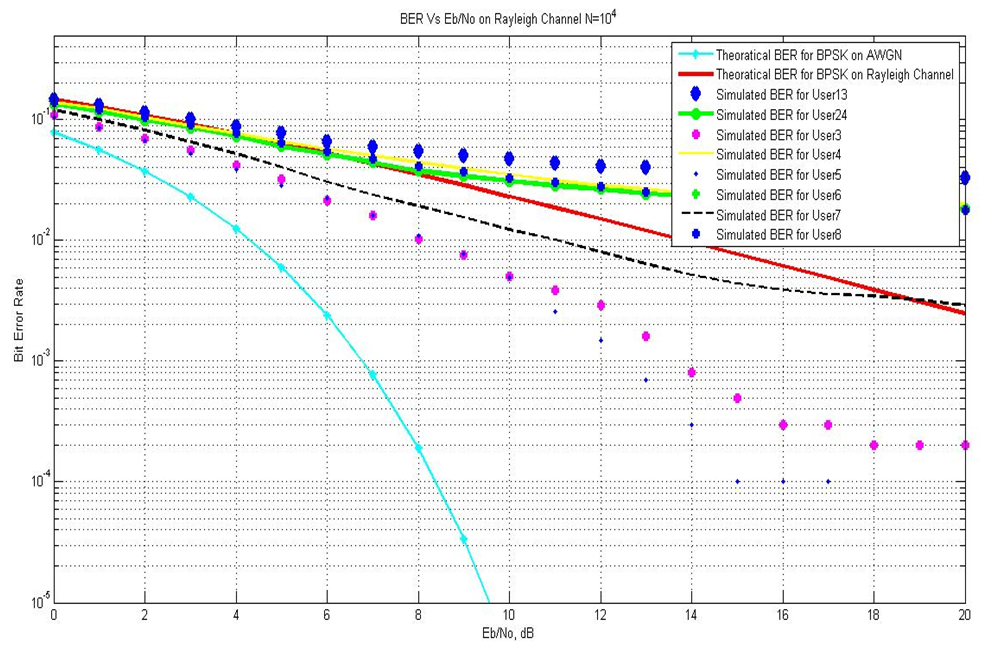 BER Vs Eb/No on Rayleigh Channel N=10^4
Theoratical BER for BPSK on AWGN
Theoratical BER for BPSK on Rayleigh Channel
Simulated BER for User13
Simulated BER for User24
Simulated BER for User3
Simulated BER for User4
Simulated BER for User5
Simulated BER for User6
Simulated BER for User7
Simulated BER for User8
Bit Error Rate
10^-1
10^-2
10^-3
10^-4
10^-5
0 2 4 6 8 10 12 14 16 18 20
Eb/No, dB